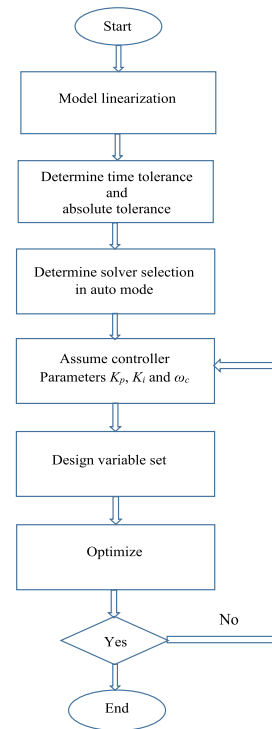 Start
Model linearization
Determine time tolerance
and
absolute tolerance
Determine solver selection
in auto mode
Assume controller
Parameters Kp, Ki and ωc
Design variable set
Optimize
No
Yes
End